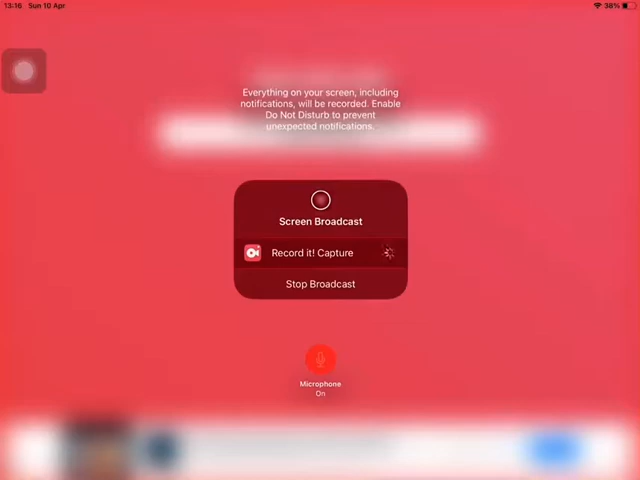 13:16 Sun 10 Apr
38%
Everything on your screen, including
notifications, will be recorded. Enable
Do Not Disturb to prevent
unexpected notifications.
Screen Broadcast
Record it! Capture
Stop Broadcast
Microphone
On